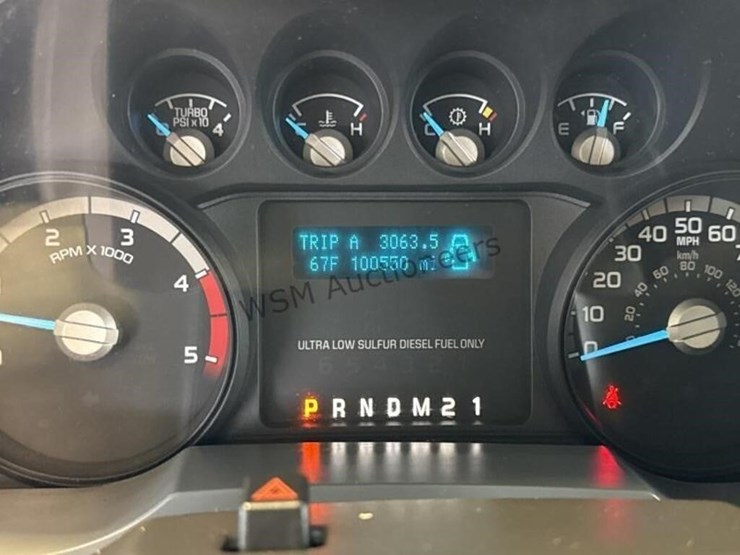 TURBO
PSI X 10
4
H
C
H
E
F
2
3
RPM X 1000
4
5
TRIP A 3063.5
67F 100550 mi
WSM Auctioneers
ULTRA LOW SULFUR DIESEL FUEL ONLY
P R N D M 2 1
0 10 20 30 40 50 60
MPH
km/h
20 40 60 80 100 120